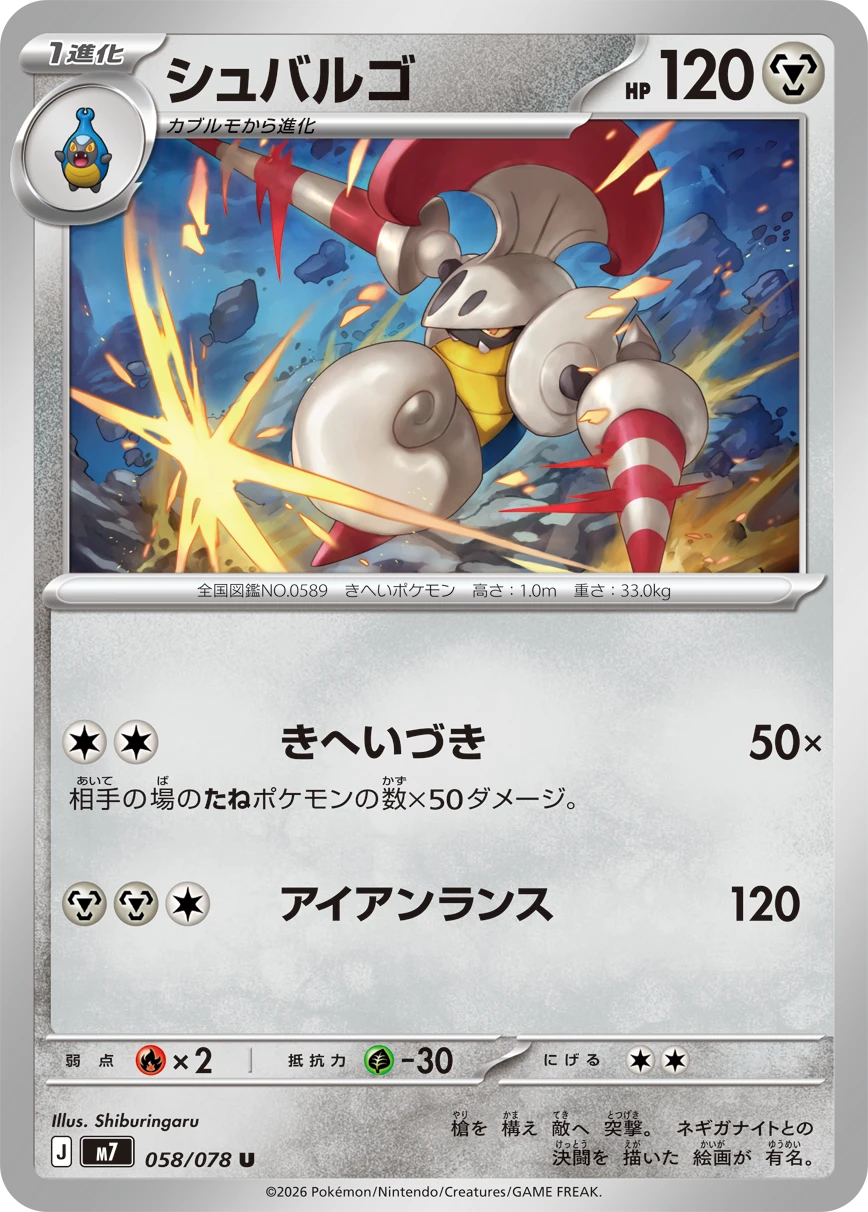 1進化
シュバルゴ
HP 120
カブルモから進化
全国図鑑NO.0589 きへいポケモン 高さ:1.0m 重さ:33.0kg
きへいづき 50×
相手の場のたねポケモンの数×50ダメージ。
アイアンランス 120
弱点 ×2 抵抗力 -30 にげる
Illus. Shiburingaru
槍を 構え 敵へ 突撃。 ネギガナイトとの
決闘を 描いた 絵画が 有名。
J m7 058/078 U
©2026 Pokémon/Nintendo/Creatures/GAME FREAK.